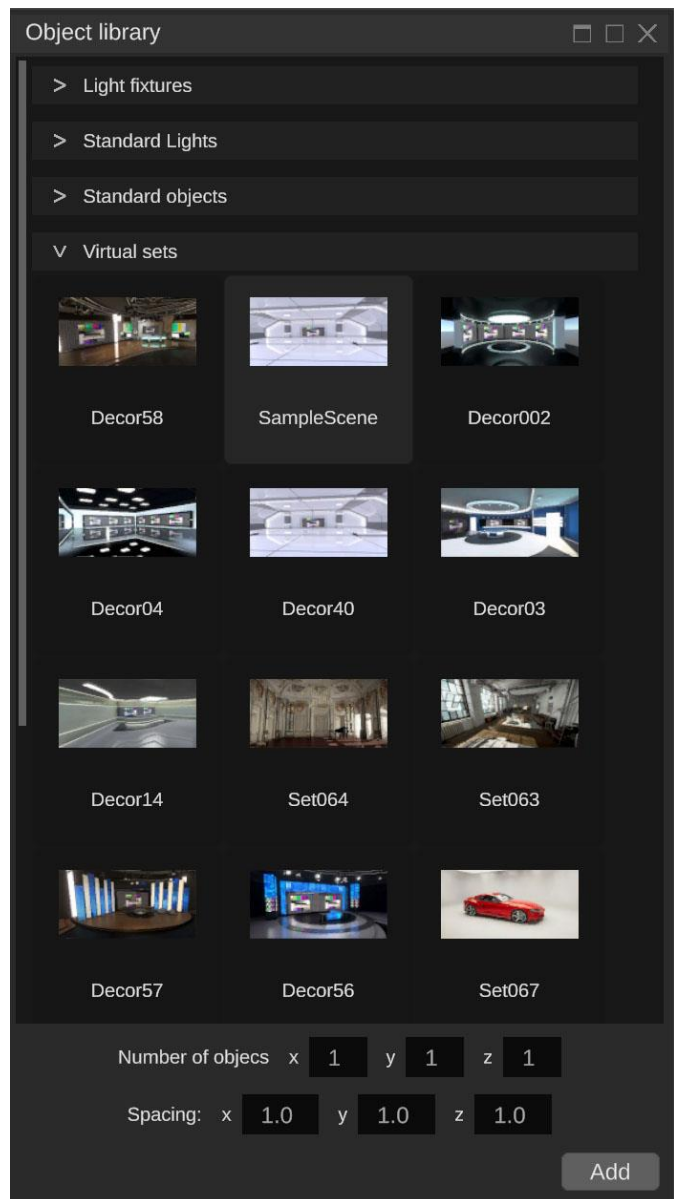 Object library
> Light fixtures
> Standard Lights
> Standard objects
v Virtual sets
Decor58 SampleScene Decor002
Decor04 Decor40 Decor03
Decor14 Set064 Set063
Decor57 Decor56 Set067
Number of objecs x 1 y 1 z 1
Spacing: x 1.0 y 1.0 z 1.0
Add